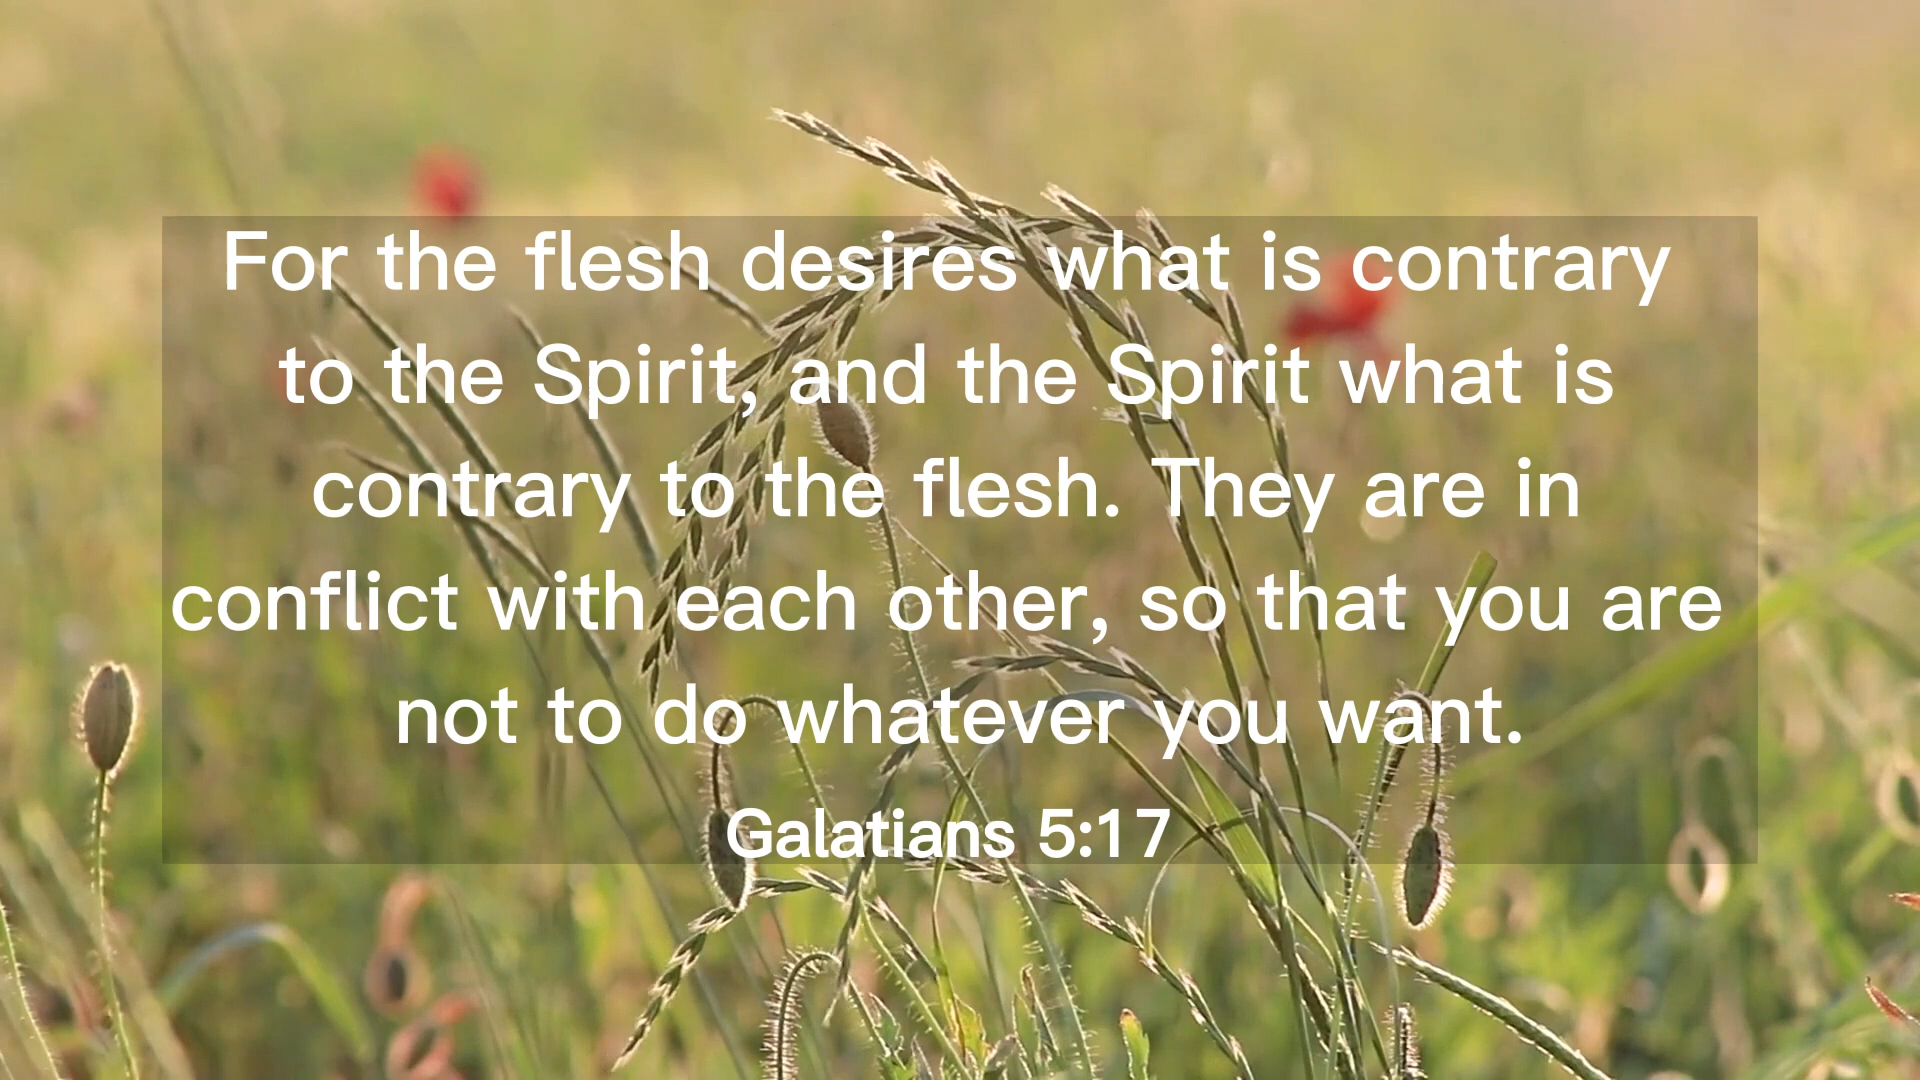 For the flesh desires what is contrary
to the Spirit, and the Spirit what is
contrary to the flesh. They are in
conflict with each other, so that you are
not to do whatever you want.
Galatians 5:17